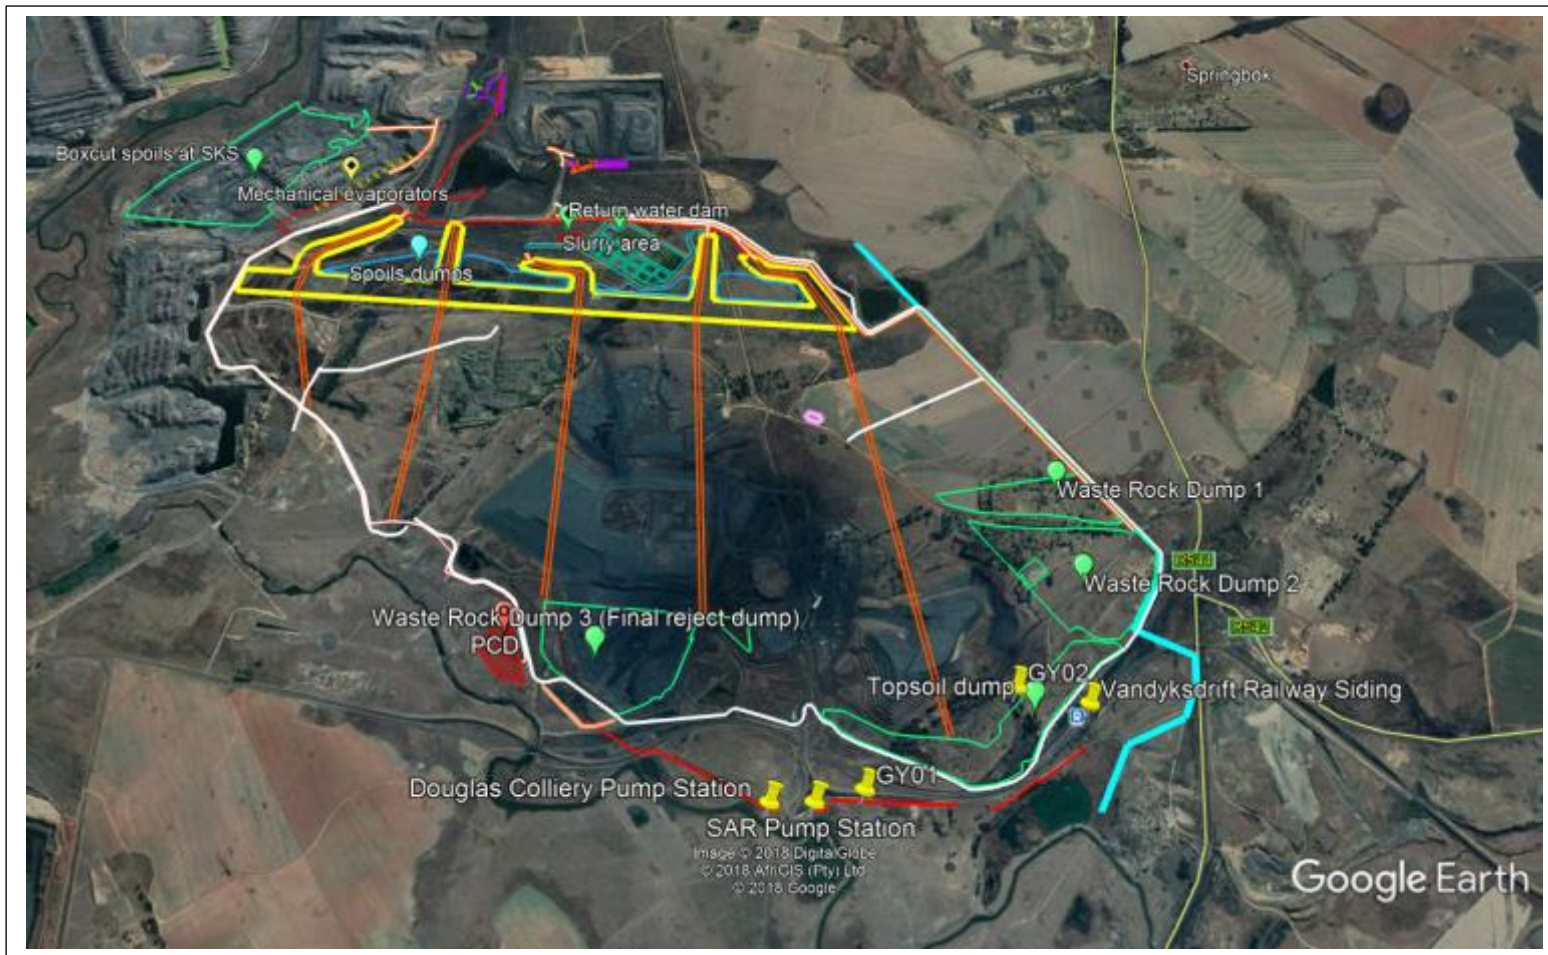 Springbok
Boxcut spoils at SKS
Mechanical evaporators
Return water dam
Slurry area
Spoils dumps
Waste Rock Dump 1
Waste Rock Dump 2
Waste Rock Dump 3 (Final reject dump)
PCD
GY02
Topsoil dump
Vandyksdrift Railway Siding
GY01
Douglas Colliery Pump Station
SAR Pump Station
Image © 2018 DigitalGlobe
© 2018 AfriGIS (Pty) Ltd.
© 2018 Google
Google Earth